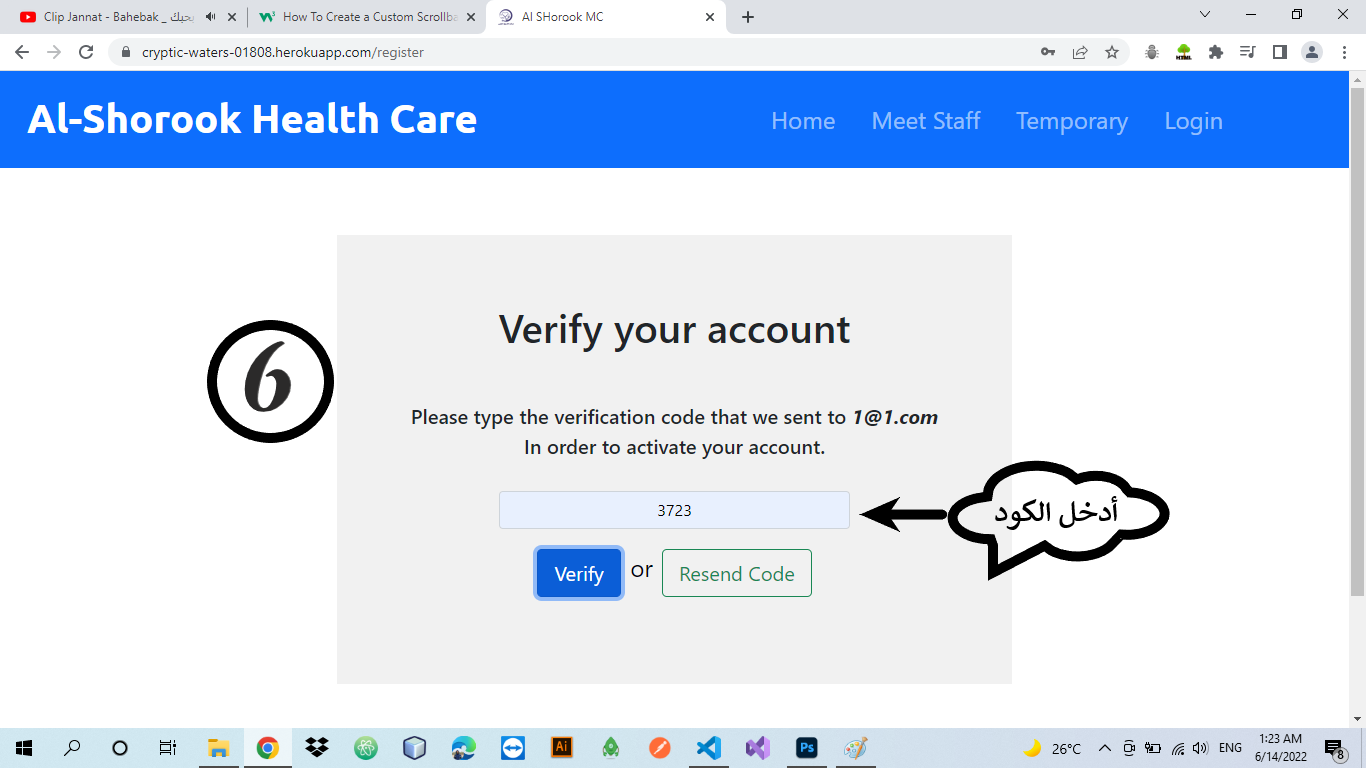 Clip Jannat - Bahebak _ بحبك
How To Create a Custom Scrollba
Al SHorook MC
cryptic-waters-01808.herokuapp.com/register
HTML
Al-Shorook Health Care
Home
Meet Staff
Temporary
Login
6
Verify your account
Please type the verification code that we sent to 1@1.com
In order to activate your account.
3723
أدخل الكود
Verify
or
Resend Code
Ai
Ps
26°C
ENG
1:23 AM
6/14/2022
8